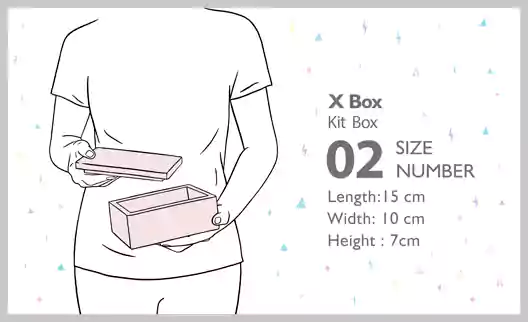 X Box
Kit Box
02 SIZE
NUMBER
Length:15 cm
Width: 10 cm
Height : 7cm